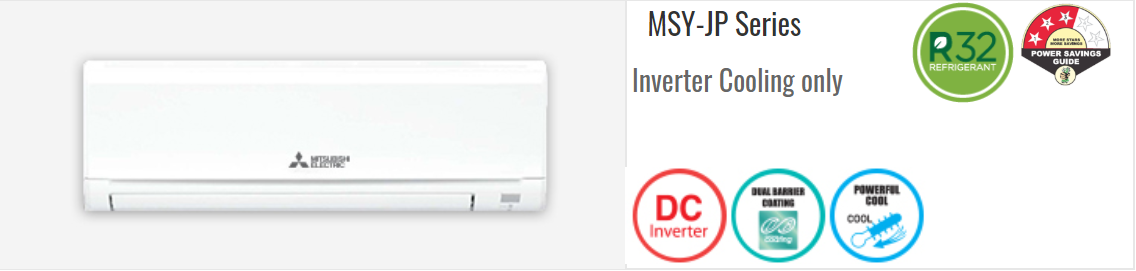 MSY-JP Series
R32
REFRIGERANT
MORE STARS
MORE SAVINGS
POWER SAVINGS
GUIDE
Inverter Cooling only
MITSUBISHI
ELECTRIC
DC
Inverter
DUAL BARRIER
COATING
POWERFUL
COOL
COOL